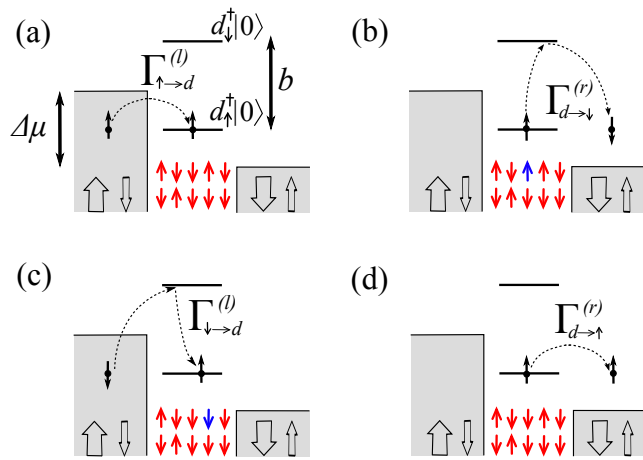 (a)
d↓†|0⟩
Γ↑→d(l)
b
Δμ
d↑†|0⟩
(b)
Γd→↓(r)
(c)
Γ↓→d(l)
(d)
Γd→↑(r)